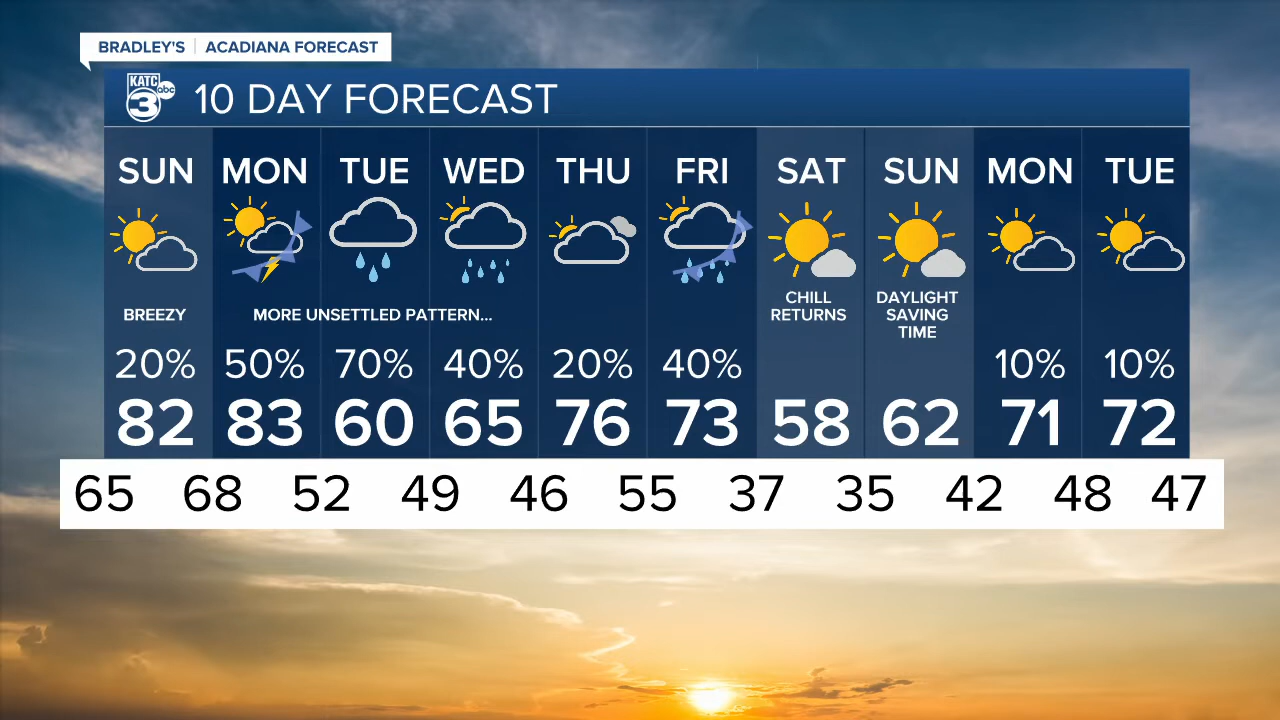 BRADLEY'S | ACADIANA FORECAST
KATC abc 3
10 DAY FORECAST
SUN MON TUE WED THU FRI SAT SUN MON TUE
BREEZY MORE UNSETTLED PATTERN... CHILL RETURNS DAYLIGHT SAVING TIME
20% 50% 70% 40% 20% 40% 10% 10%
82 83 60 65 76 73 58 62 71 72
65 68 52 49 46 55 37 35 42 48 47